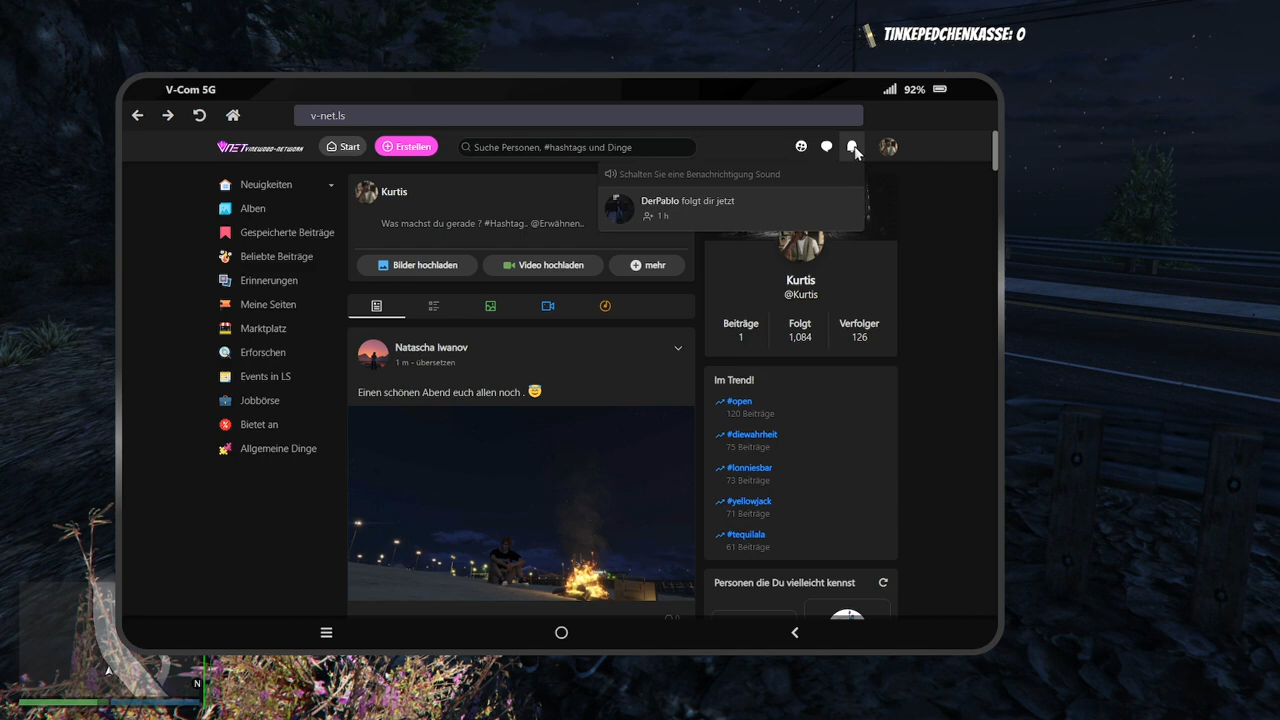 TINKEPEDCHENKASSE: 0
V-Com 5G
92%
v-net.ls
VNET VINEWOOD-NETWORK
Start
Erstellen
Suche Personen, #hashtags und Dinge
Schalten Sie eine Benachrichtigung Sound
DerPablo folgt dir jetzt
1 h
Neuigkeiten
Alben
Gespeicherte Beiträge
Beliebte Beiträge
Erinnerungen
Meine Seiten
Marktplatz
Erforschen
Events in LS
Jobbörse
Bietet an
Allgemeine Dinge
Kurtis
Was machst du gerade ? #Hashtag.. @Erwähnen..
Bilder hochladen
Video hochladen
mehr
Natascha Iwanov
1 m - übersetzen
Einen schönen Abend euch allen noch .
Kurtis
@Kurtis
Beiträge
Folgt
Verfolger
1
1,084
126
Im Trend!
#open
120 Beiträge
#diewahrheit
75 Beiträge
#lonniesbar
73 Beiträge
#yellowjack
71 Beiträge
#tequilala
61 Beiträge
Personen die Du vielleicht kennst
N